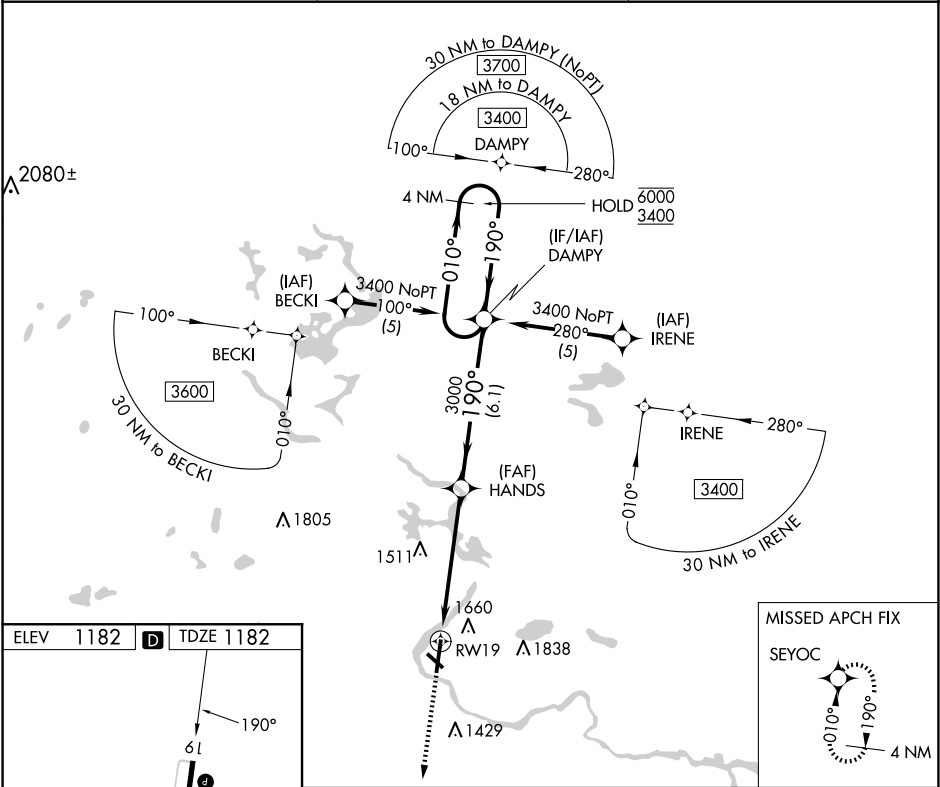 30 NM to DAMPY (NoPT)
3700
18 NM to DAMPY
3400
DAMPY
100°
280°
2080±
4 NM
HOLD 6000
3400
010°
190°
(IF/IAF)
DAMPY
(IAF)
BECKI
3400 NoPT
100°
(5)
3400 NoPT
280°
(5)
(IAF)
IRENE
100°
BECKI
3600
010°
30 NM to BECKI
3000
190°
(6.1)
IRENE
280°
3400
010°
30 NM to IRENE
(FAF)
HANDS
1805
1511
1660
RW19
1838
1429
ELEV 1182 D TDZE 1182
190°
19
P
MISSED APCH FIX
SEYOC
010°
190°
4 NM